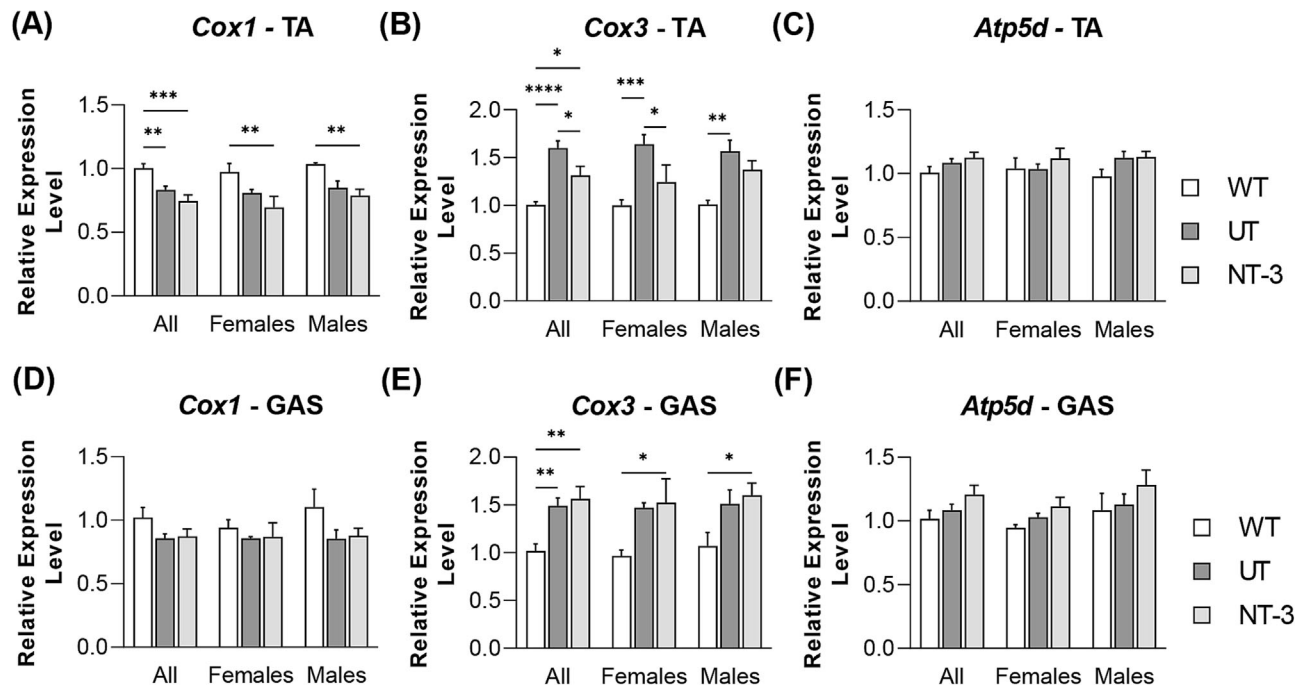 (A)
Cox1 - TA
Relative Expression
Level
1.5
1.0
0.5
0.0
***
**
**
**
All
Females
Males
(B)
Cox3 - TA
Relative Expression
Level
2.0
1.5
1.0
0.5
0.0
*
****
*
***
*
**
All
Females
Males
(C)
Atp5d - TA
Relative Expression
Level
1.5
1.0
0.5
0.0
All
Females
Males
WT
UT
NT-3
(D)
Cox1 - GAS
Relative Expression
Level
1.5
1.0
0.5
0.0
All
Females
Males
(E)
Cox3 - GAS
Relative Expression
Level
2.0
1.5
1.0
0.5
0.0
**
**
*
*
All
Females
Males
(F)
Atp5d - GAS
Relative Expression
Level
1.5
1.0
0.5
0.0
All
Females
Males
WT
UT
NT-3